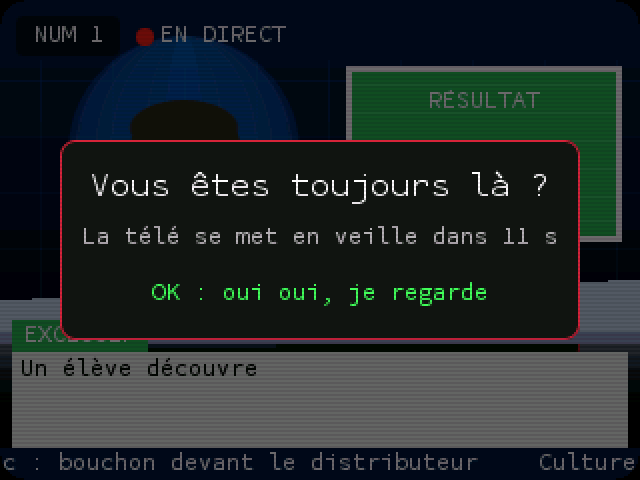 NUM 1
EN DIRECT
RÉSULTAT
Vous êtes toujours là ?
La télé se met en veille dans 11 s
OK : oui oui, je regarde
Un élève découvre
c : bouchon devant le distributeur
Culture